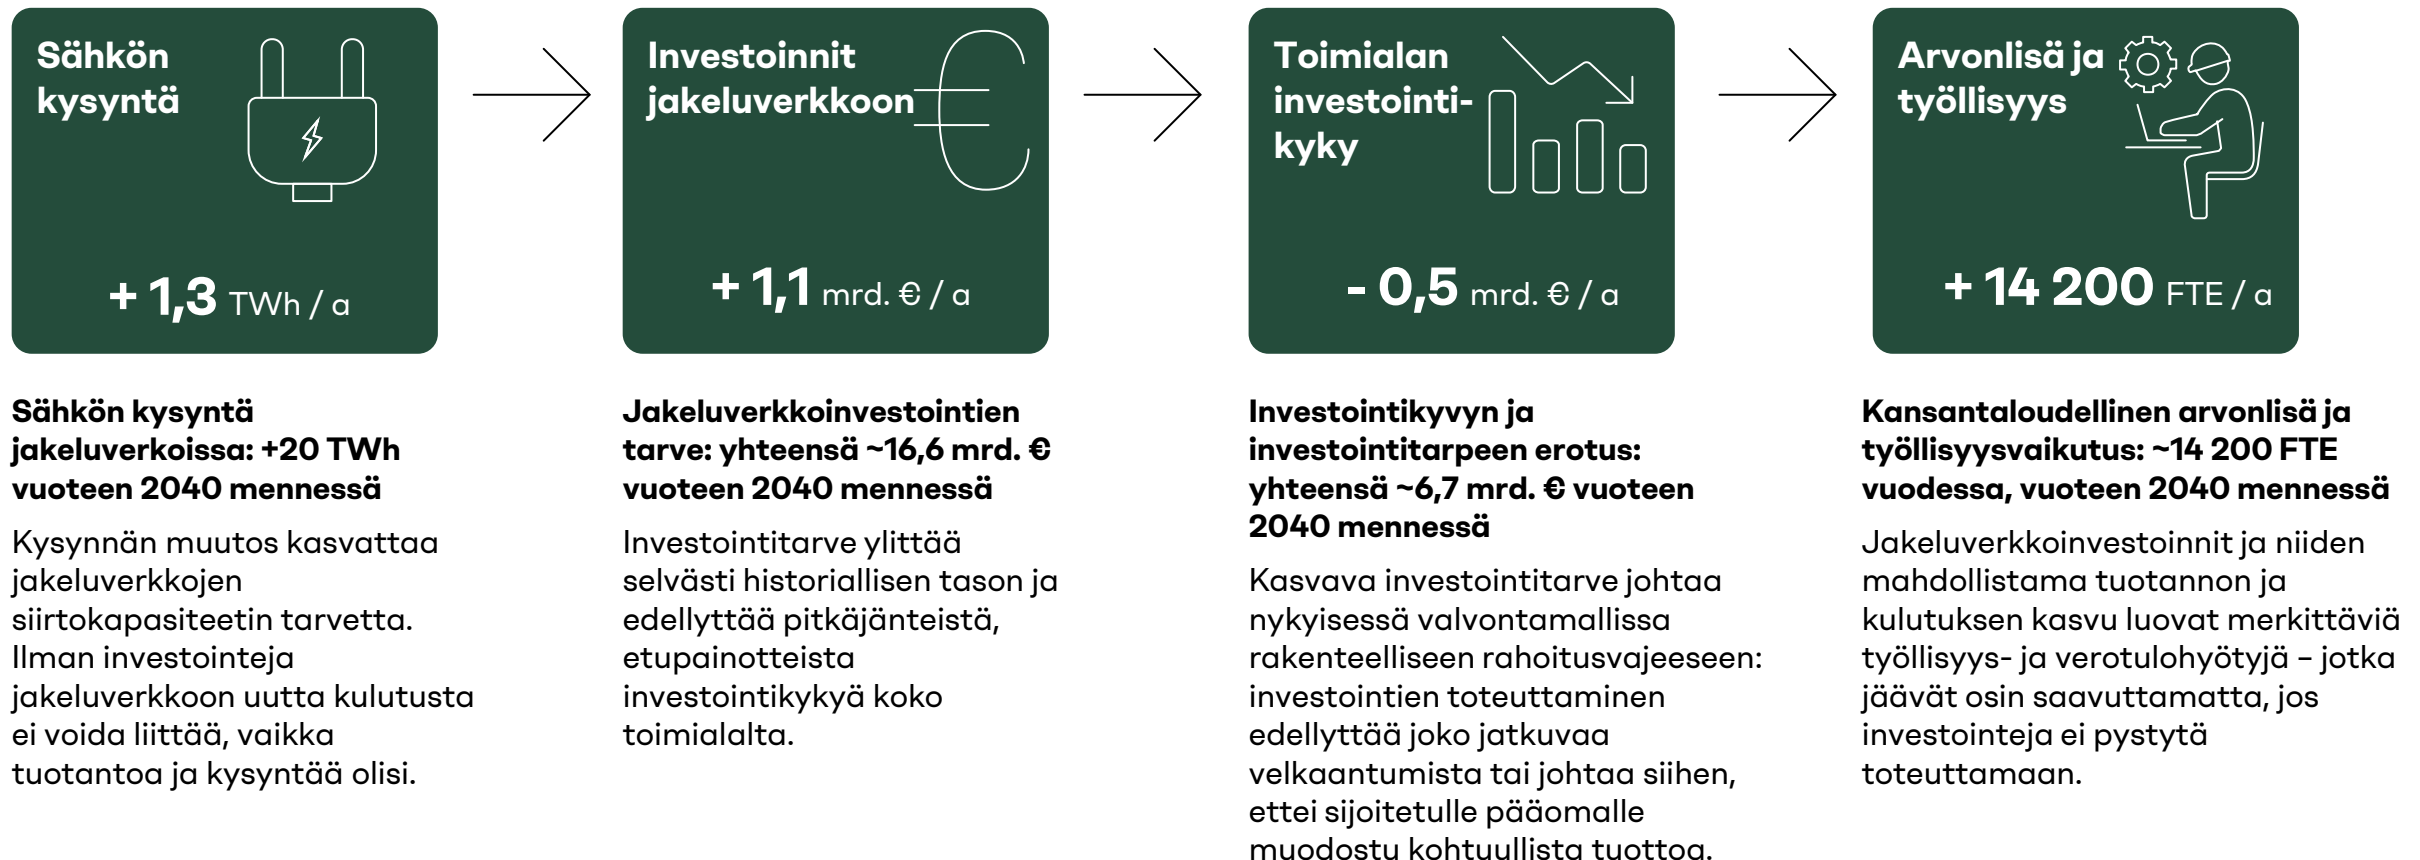 Sähkön
kysyntä
+ 1,3 TWh / a
Investoinnit
jakeluverkkoon
+ 1,1 mrd. € / a
Toimialan
investointi-
kyky
- 0,5 mrd. € / a
Arvonlisä ja
työllisyys
+ 14 200 FTE / a
Sähkön kysyntä
jakeluverkoissa: +20 TWh
vuoteen 2040 mennessä
Kysynnän muutos kasvattaa
jakeluverkkojen
siirtokapasiteetin tarvetta.
Ilman investointeja
jakeluverkkoon uutta kulutusta
ei voida liittää, vaikka
tuotantoa ja kysyntää olisi.
Jakeluverkkoinvestointien
tarve: yhteensä ~16,6 mrd. €
vuoteen 2040 mennessä
Investointitarve ylittää
selvästi historiallisen tason ja
edellyttää pitkäjänteistä,
etupainotteista
investointikykyä koko
toimialalta.
Investointikyvyn ja
investointitarpeen erotus:
yhteensä ~6,7 mrd. € vuoteen
2040 mennessä
Kasvava investointitarve johtaa
nykyisessä valvontamallissa
rakenteelliseen rahoitusvajeeseen:
investointien toteuttaminen
edellyttää joko jatkuvaa
velkaantumista tai johtaa siihen,
ettei sijoitetulle pääomalle
muodostu kohtuullista tuottoa.
Kansantaloudellinen arvonlisä ja
työllisyysvaikutus: ~14 200 FTE
vuodessa, vuoteen 2040 mennessä
Jakeluverkkoinvestoinnit ja niiden
mahdollistama tuotannon ja
kulutuksen kasvu luovat merkittäviä
työllisyys- ja verotulohyötyjä – jotka
jäävät osin saavuttamatta, jos
investointeja ei pystytä
toteuttamaan.